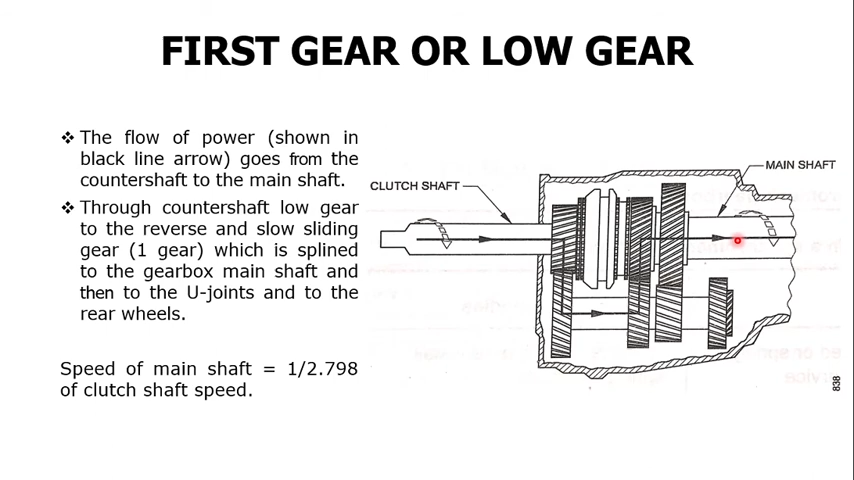 FIRST GEAR OR LOW GEAR
❖ The flow of power (shown in
black line arrow) goes from the
countershaft to the main shaft.
❖ Through countershaft low gear
to the reverse and slow sliding
gear (1 gear) which is splined
to the gearbox main shaft and
then to the U-joints and to the
rear wheels.
Speed of main shaft = 1/2.798
of clutch shaft speed.
CLUTCH SHAFT
MAIN SHAFT
838